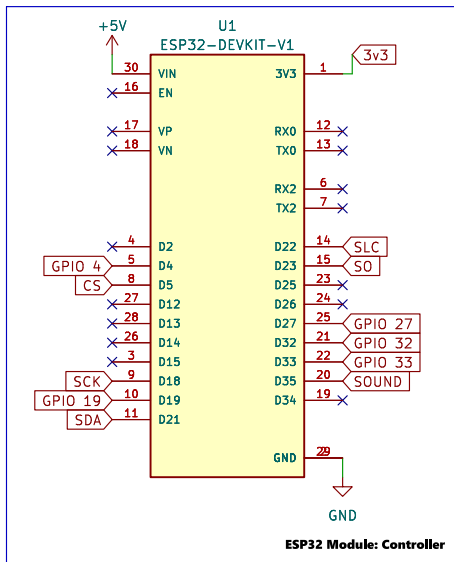 U1
+5V
ESP32-DEVKIT-V1
30 VIN 3V3 1 3v3
16 EN
17 VP RX0 12
18 VN TX0 13
RX2 6
TX2 7
4 D2 D22 14 SLC
GPIO 4 5 D4 D23 15 SO
CS 8 D5 D25 23
27 D12 D26 24
28 D13 D27 25 GPIO 27
26 D14 D32 21 GPIO 32
3 D15 D33 22 GPIO 33
SCK 9 D18 D35 20 SOUND
GPIO 19 10 D19 D34 19
SDA 11 D21
GND
GND
ESP32 Module: Controller